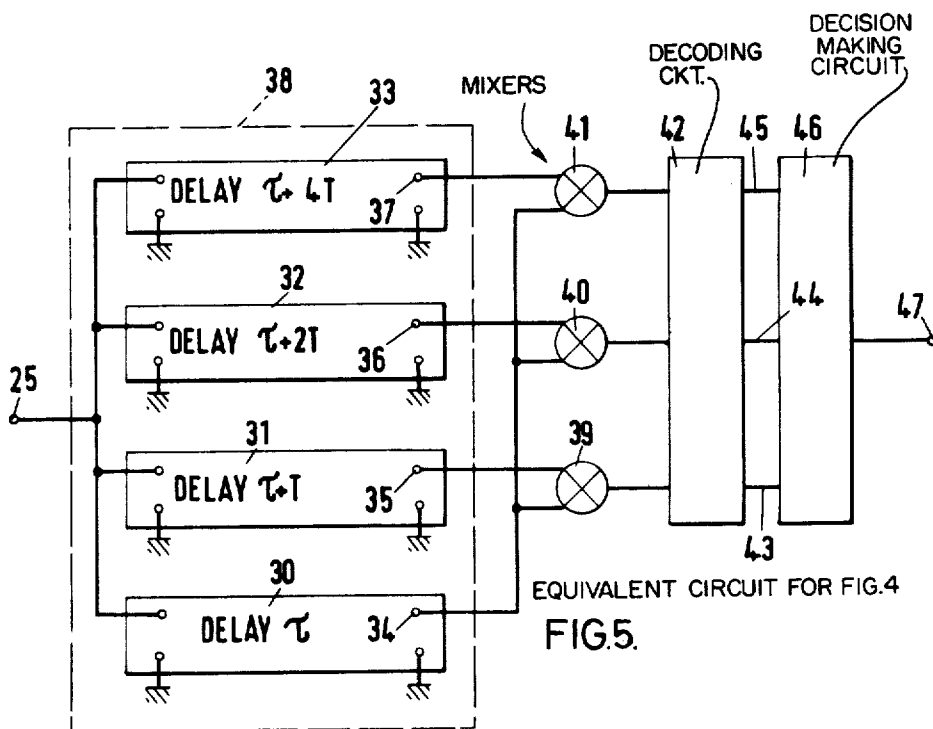 DECISION
MAKING
CIRCUIT
DECODING
CKT.
MIXERS
38
33
41
42
45
46
DELAY τ+ 4T
37
32
40
44
47
DELAY τ+2T
36
25
31
39
DELAY τ+T
35
43
30
EQUIVALENT CIRCUIT FOR FIG.4
DELAY τ
34
FIG.5.